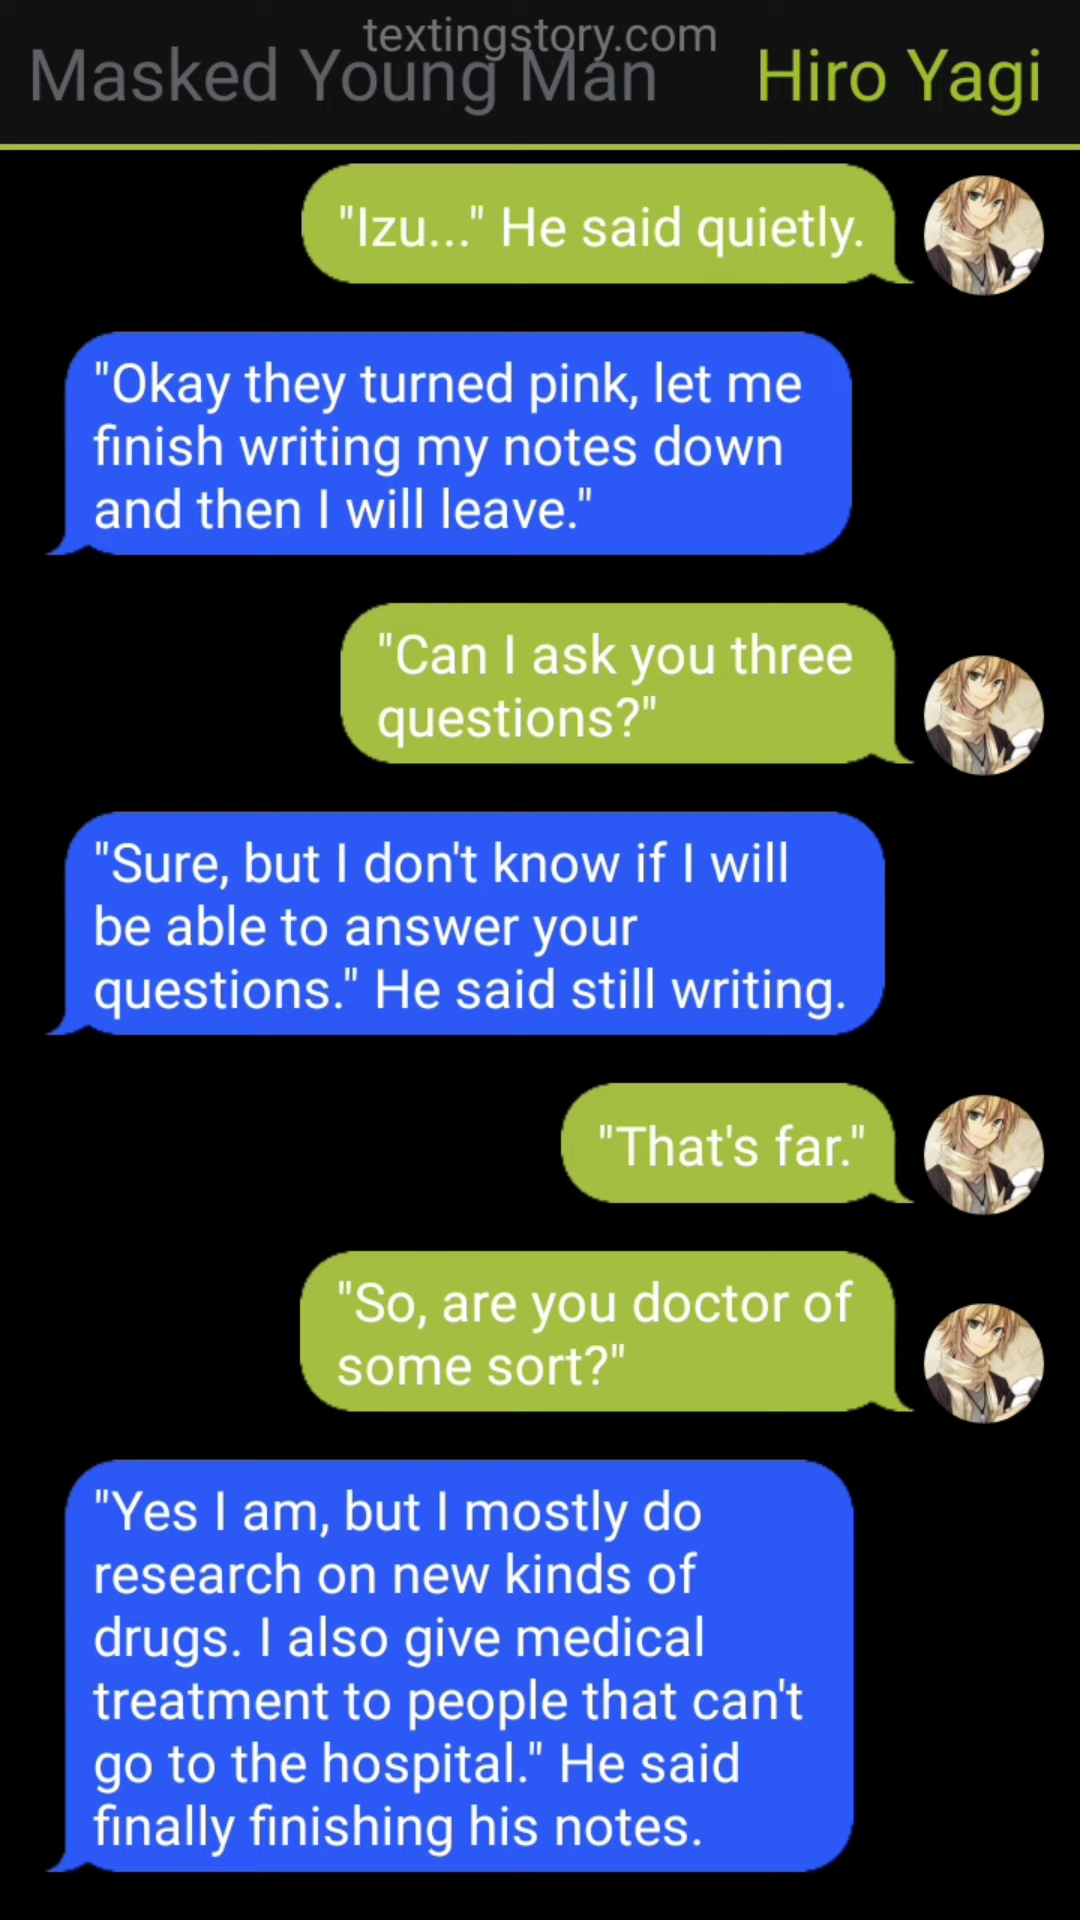 textingstory.com
Masked Young Man Hiro Yagi
"Izu..." He said quietly.
"Okay they turned pink, let me
finish writing my notes down
and then I will leave."
"Can I ask you three
questions?"
"Sure, but I don't know if I will
be able to answer your
questions." He said still writing.
"That's far."
"So, are you doctor of
some sort?"
"Yes I am, but I mostly do
research on new kinds of
drugs. I also give medical
treatment to people that can't
go to the hospital." He said
finally finishing his notes.